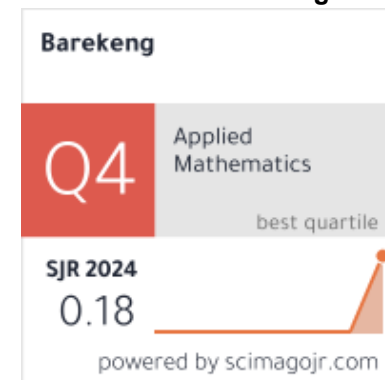 Barekeng
Q4
Applied
Mathematics
best quartile
SJR 2024
0.18
powered by scimagojr.com